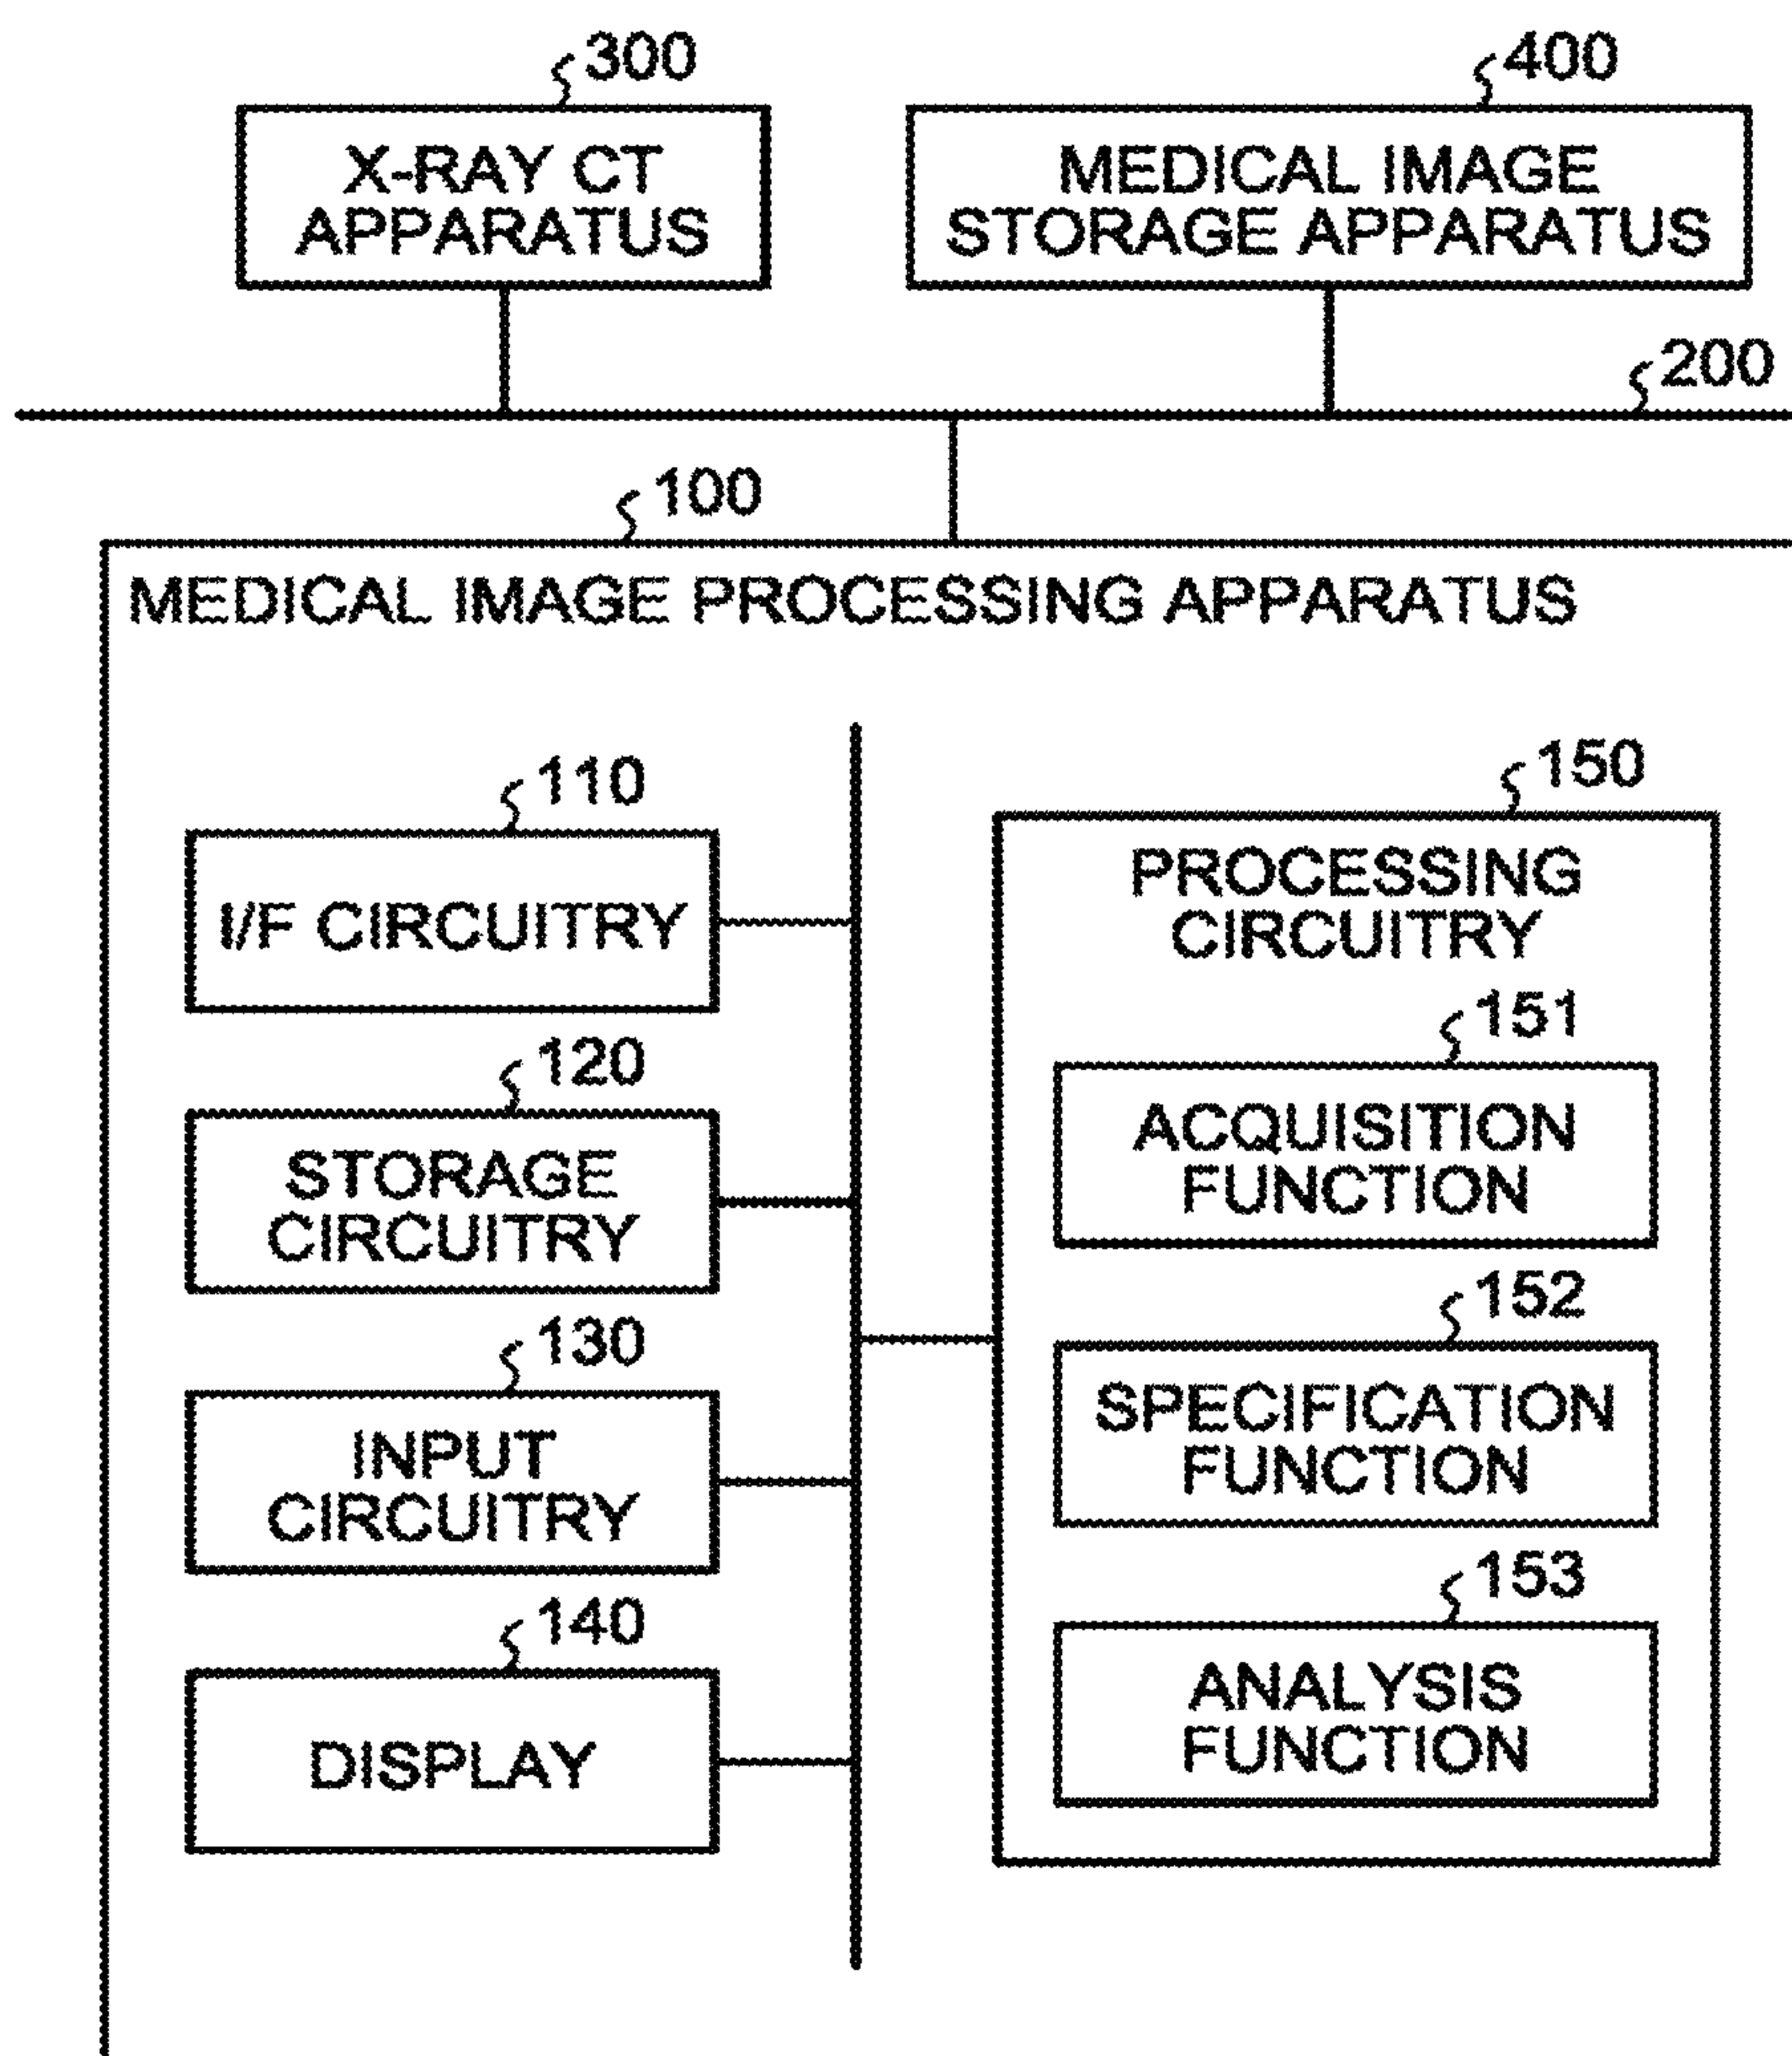 300
400
X-RAY CT
APPARATUS
MEDICAL IMAGE
STORAGE APPARATUS
200
100
MEDICAL IMAGE PROCESSING APPARATUS
110
I/F CIRCUITRY
120
STORAGE
CIRCUITRY
130
INPUT
CIRCUITRY
140
DISPLAY
150
PROCESSING
CIRCUITRY
151
ACQUISITION
FUNCTION
152
SPECIFICATION
FUNCTION
153
ANALYSIS
FUNCTION